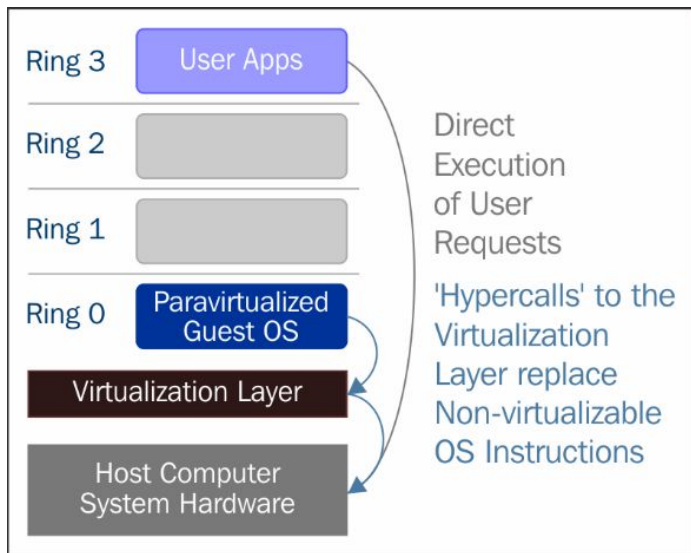 Ring 3
User Apps
Ring 2
Ring 1
Ring 0
Paravirtualized
Guest OS
Virtualization Layer
Host Computer
System Hardware
Direct
Execution
of User
Requests
'Hypercalls' to the
Virtualization
Layer replace
Non-virtualizable
OS Instructions